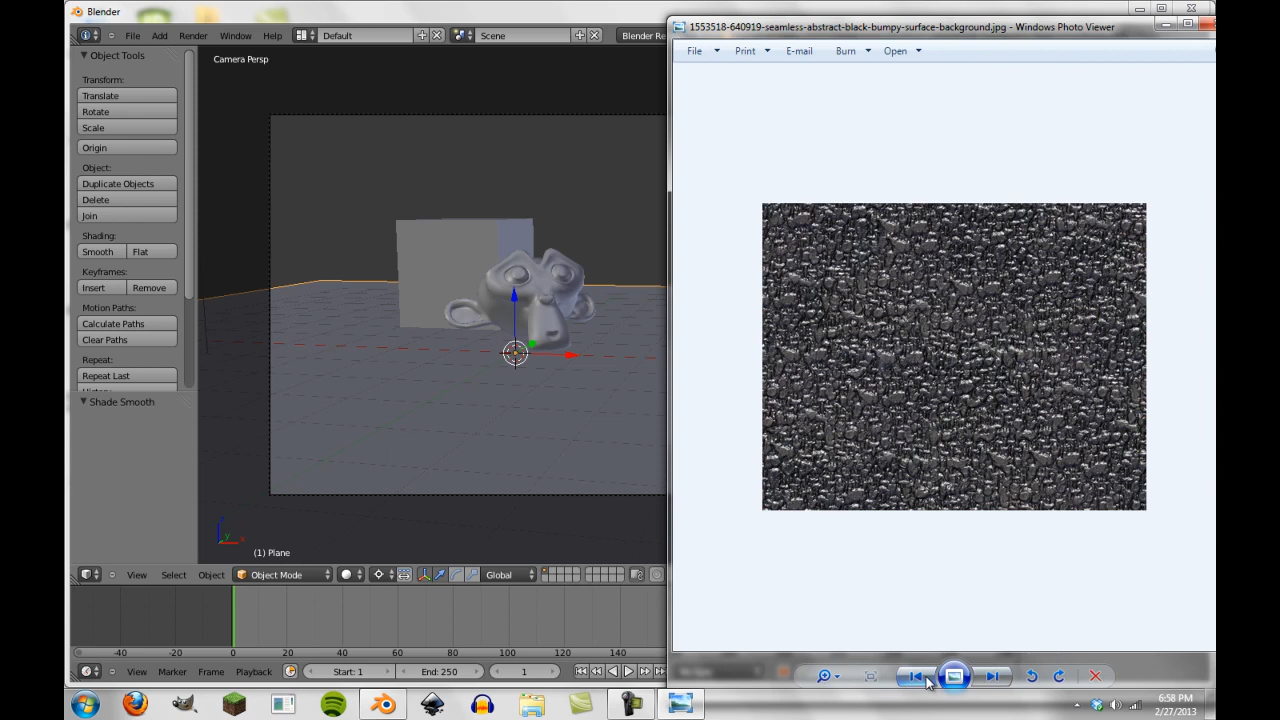 Blender
File Add Render Window Help Default Scene Blender Re
Object Tools
Transform:
Translate
Rotate
Scale
Origin
Object:
Duplicate Objects
Delete
Join
Shading:
Smooth Flat
Keyframes:
Insert Remove
Motion Paths:
Calculate Paths
Clear Paths
Repeat:
Repeat Last
Shade Smooth
Camera Persp
z
y x
(1) Plane
View Select Object Object Mode Global
-40 -20 0 20 40 60 80 100 120 140
View Marker Frame Playback Start: 1 End: 250 1
1553518-640919-seamless-abstract-black-bumpy-surface-background.jpg - Windows Photo Viewer
File Print E-mail Burn Open
6:58 PM
2/27/2013